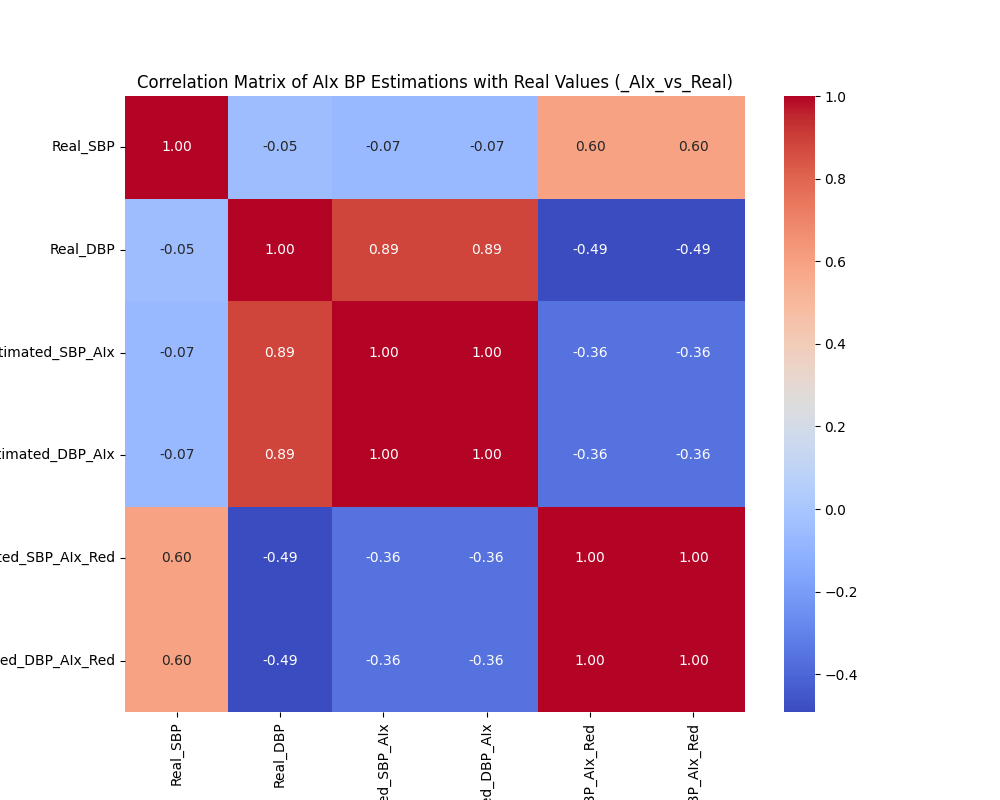 Correlation Matrix of AIx BP Estimations with Real Values (_AIx_vs_Real)
Real_SBP 1.00 -0.05 -0.07 -0.07 0.60 0.60
Real_DBP -0.05 1.00 0.89 0.89 -0.49 -0.49
timated_SBP_AIx -0.07 0.89 1.00 1.00 -0.36 -0.36
timated_DBP_AIx -0.07 0.89 1.00 1.00 -0.36 -0.36
ted_SBP_AIx_Red 0.60 -0.49 -0.36 -0.36 1.00 1.00
ed_DBP_AIx_Red 0.60 -0.49 -0.36 -0.36 1.00 1.00
Real_SBP
Real_DBP
ed_SBP_AIx
ed_DBP_AIx
BP_AIx_Red
BP_AIx_Red
1.0
0.8
0.6
0.4
0.2
0.0
−0.2
−0.4